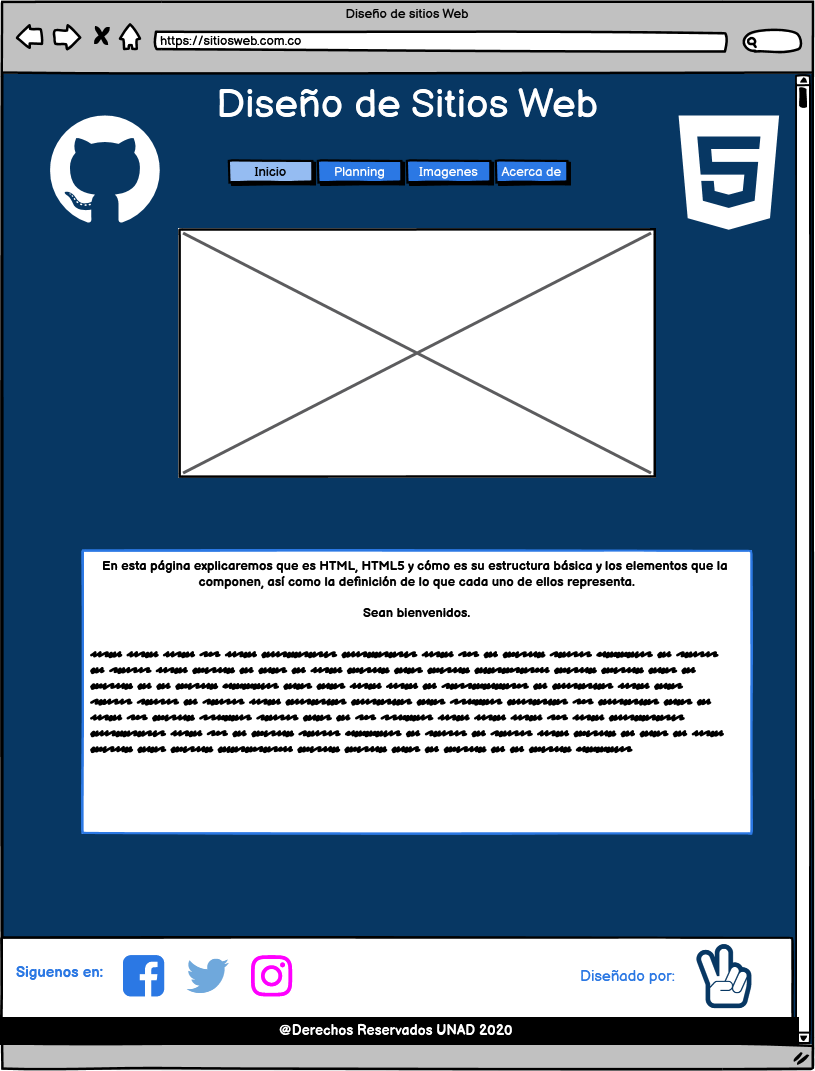 Diseño de sitios Web
https://sitiosweb.com.co
Diseño de Sitios Web
Inicio
Planning
Imagenes
Acerca de
En esta página explicaremos que es HTML, HTML5 y cómo es su estructura básica y los elementos que la
componen, así como la definición de lo que cada uno de ellos representa.
Sean bienvenidos.
Siguenos en:
Diseñado por:
@Derechos Reservados UNAD 2020